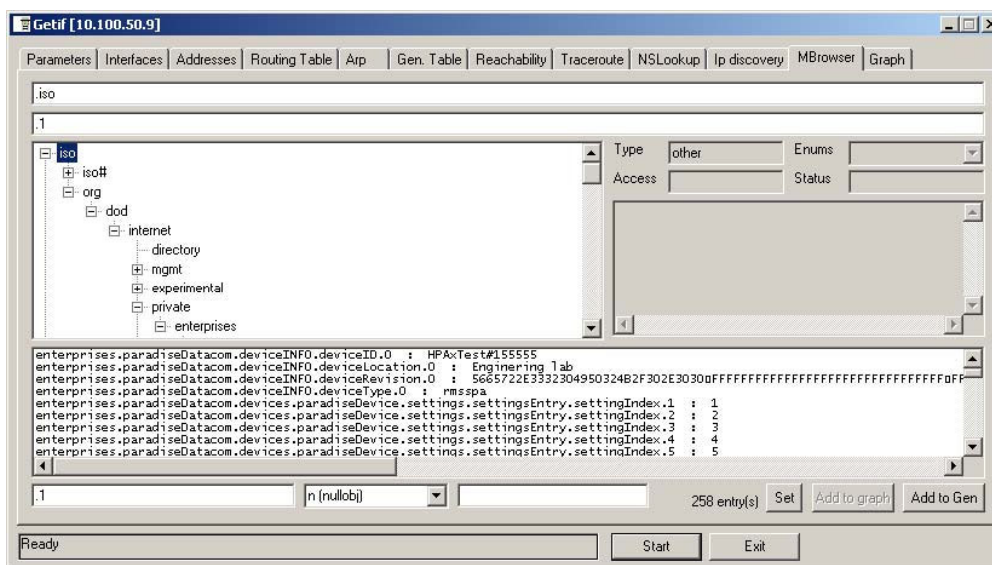 Getif [10.100.50.9]
Parameters Interfaces Addresses Routing Table Arp Gen. Table Reachability Traceroute NSLookup Ip discovery MBrowser Graph
.iso
.1
iso
iso#
org
dod
internet
directory
mgmt
experimental
private
enterprises
Type other Enums
Access Status
enterprises.paradiseDatacom.deviceINFO.deviceID.0 : HPAxTest#155555
enterprises.paradiseDatacom.deviceINFO.deviceLocation.0 : Enginering lab
enterprises.paradiseDatacom.deviceINFO.deviceRevision.0 :
enterprises.paradiseDatacom.deviceINFO.deviceType.0 : rmsspa
enterprises.paradiseDatacom.devices.paradiseDevice.settings.settingsEntry.settingIndex.1 : 1
enterprises.paradiseDatacom.devices.paradiseDevice.settings.settingsEntry.settingIndex.2 : 2
enterprises.paradiseDatacom.devices.paradiseDevice.settings.settingsEntry.settingIndex.3 : 3
enterprises.paradiseDatacom.devices.paradiseDevice.settings.settingsEntry.settingIndex.4 : 4
enterprises.paradiseDatacom.devices.paradiseDevice.settings.settingsEntry.settingIndex.5 : 5
.1 n (nullobj) 258 entry(s) Set Add to graph Add to Gen
Ready Start Exit